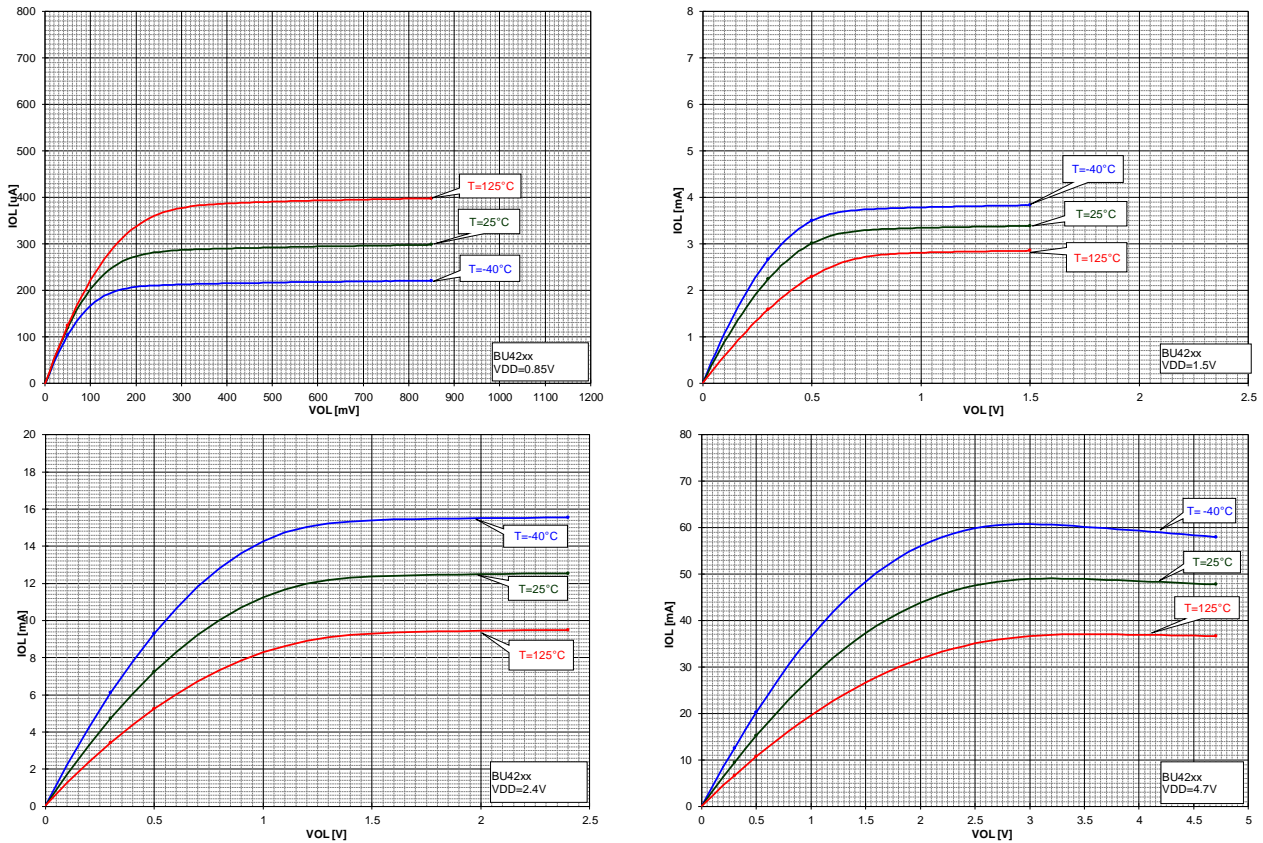 800
700
600
500
400
300
200
100
0
IOL [uA]
T=125°C
T=25°C
T=-40°C
BU42xx
VDD=0.85V
0 100 200 300 400 500 600 700 800 900 1000 1100 1200
VOL [mV]
8
7
6
5
4
3
2
1
0
IOL [mA]
T=-40°C
T=25°C
T=125°C
BU42xx
VDD=1.5V
0 0.5 1 1.5 2 2.5
VOL [V]
20
18
16
14
12
10
8
6
4
2
0
IOL [mA]
T=-40°C
T=25°C
T=125°C
BU42xx
VDD=2.4V
0 0.5 1 1.5 2 2.5
VOL [V]
80
70
60
50
40
30
20
10
0
IOL [mA]
T= -40°C
T=25°C
T=125°C
BU42xx
VDD=4.7V
0 0.5 1 1.5 2 2.5 3 3.5 4 4.5 5
VOL [V]